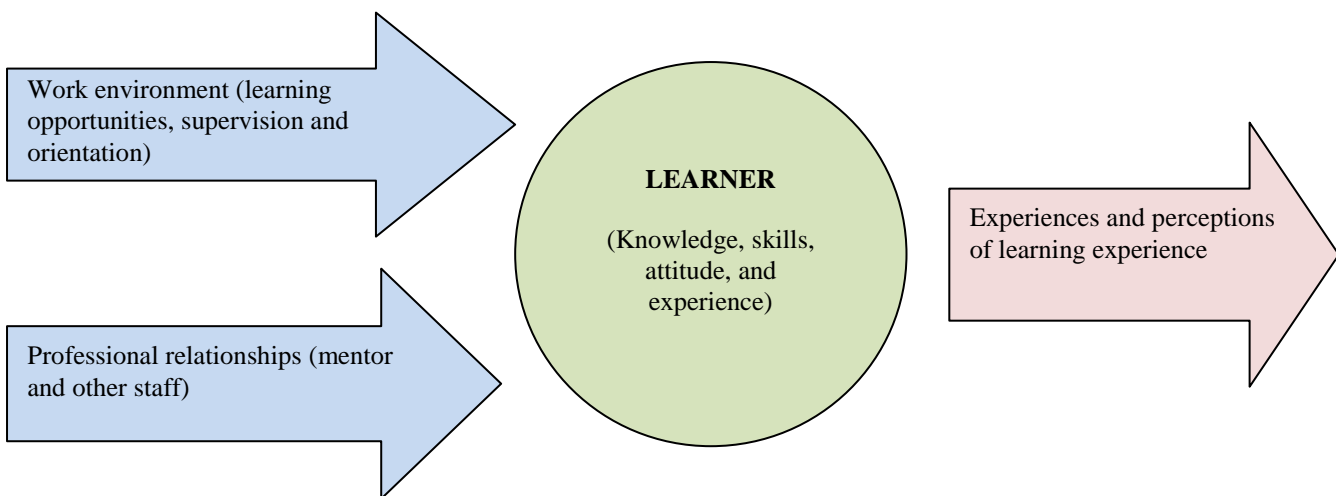 Work environment (learning
opportunities, supervision and
orientation)
Professional relationships (mentor
and other staff)
LEARNER
(Knowledge, skills,
attitude, and
experience)
Experiences and perceptions
of learning experience